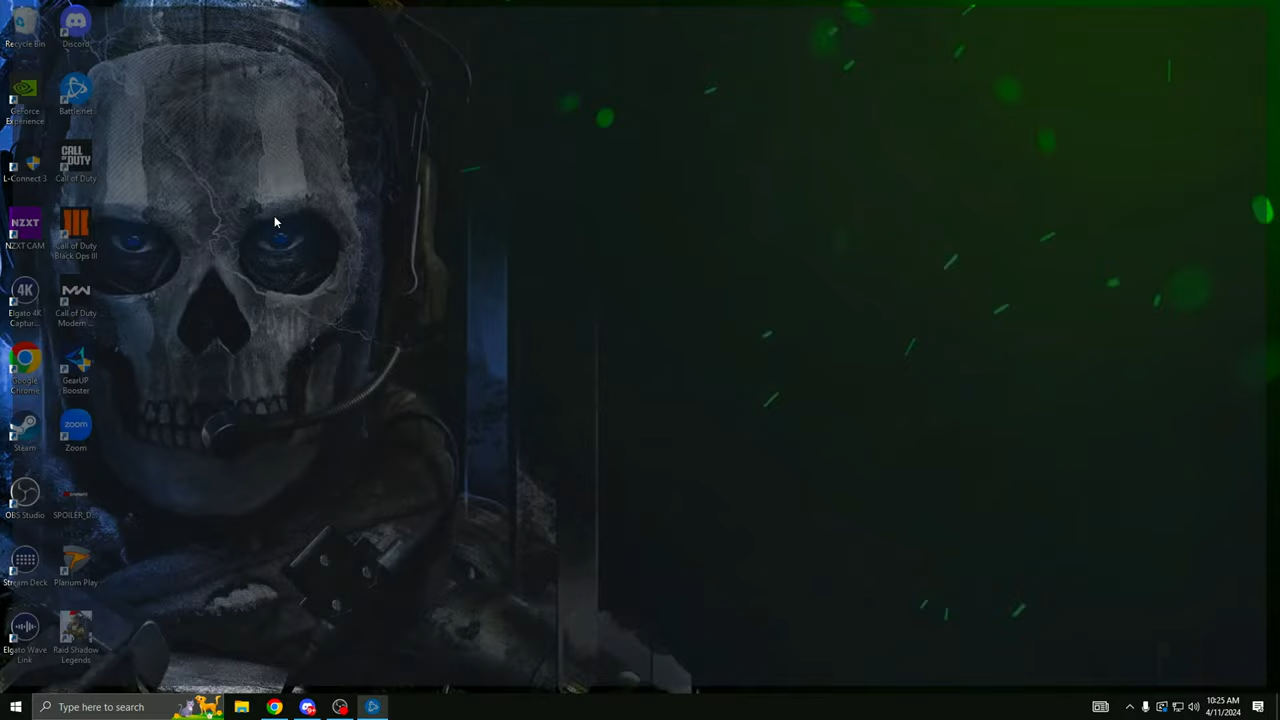 Recycle Bin
Discord
GeForce
Experience
Battle.net
L-Connect 3
CALL OF DUTY
Call of Duty
NZXT
NZXT CAM
III
Call of Duty
Black Ops III
4K
Elgato 4K
Captur...
MW
Call of Duty
Modern ...
Google
Chrome
GearUP
Booster
Steam
zoom
Zoom
OBS Studio
SPOILER_D...
Stream Deck
Plarium Play
Elgato Wave
Link
Raid Shadow
Legends
Type here to search
10:25 AM
4/11/2024